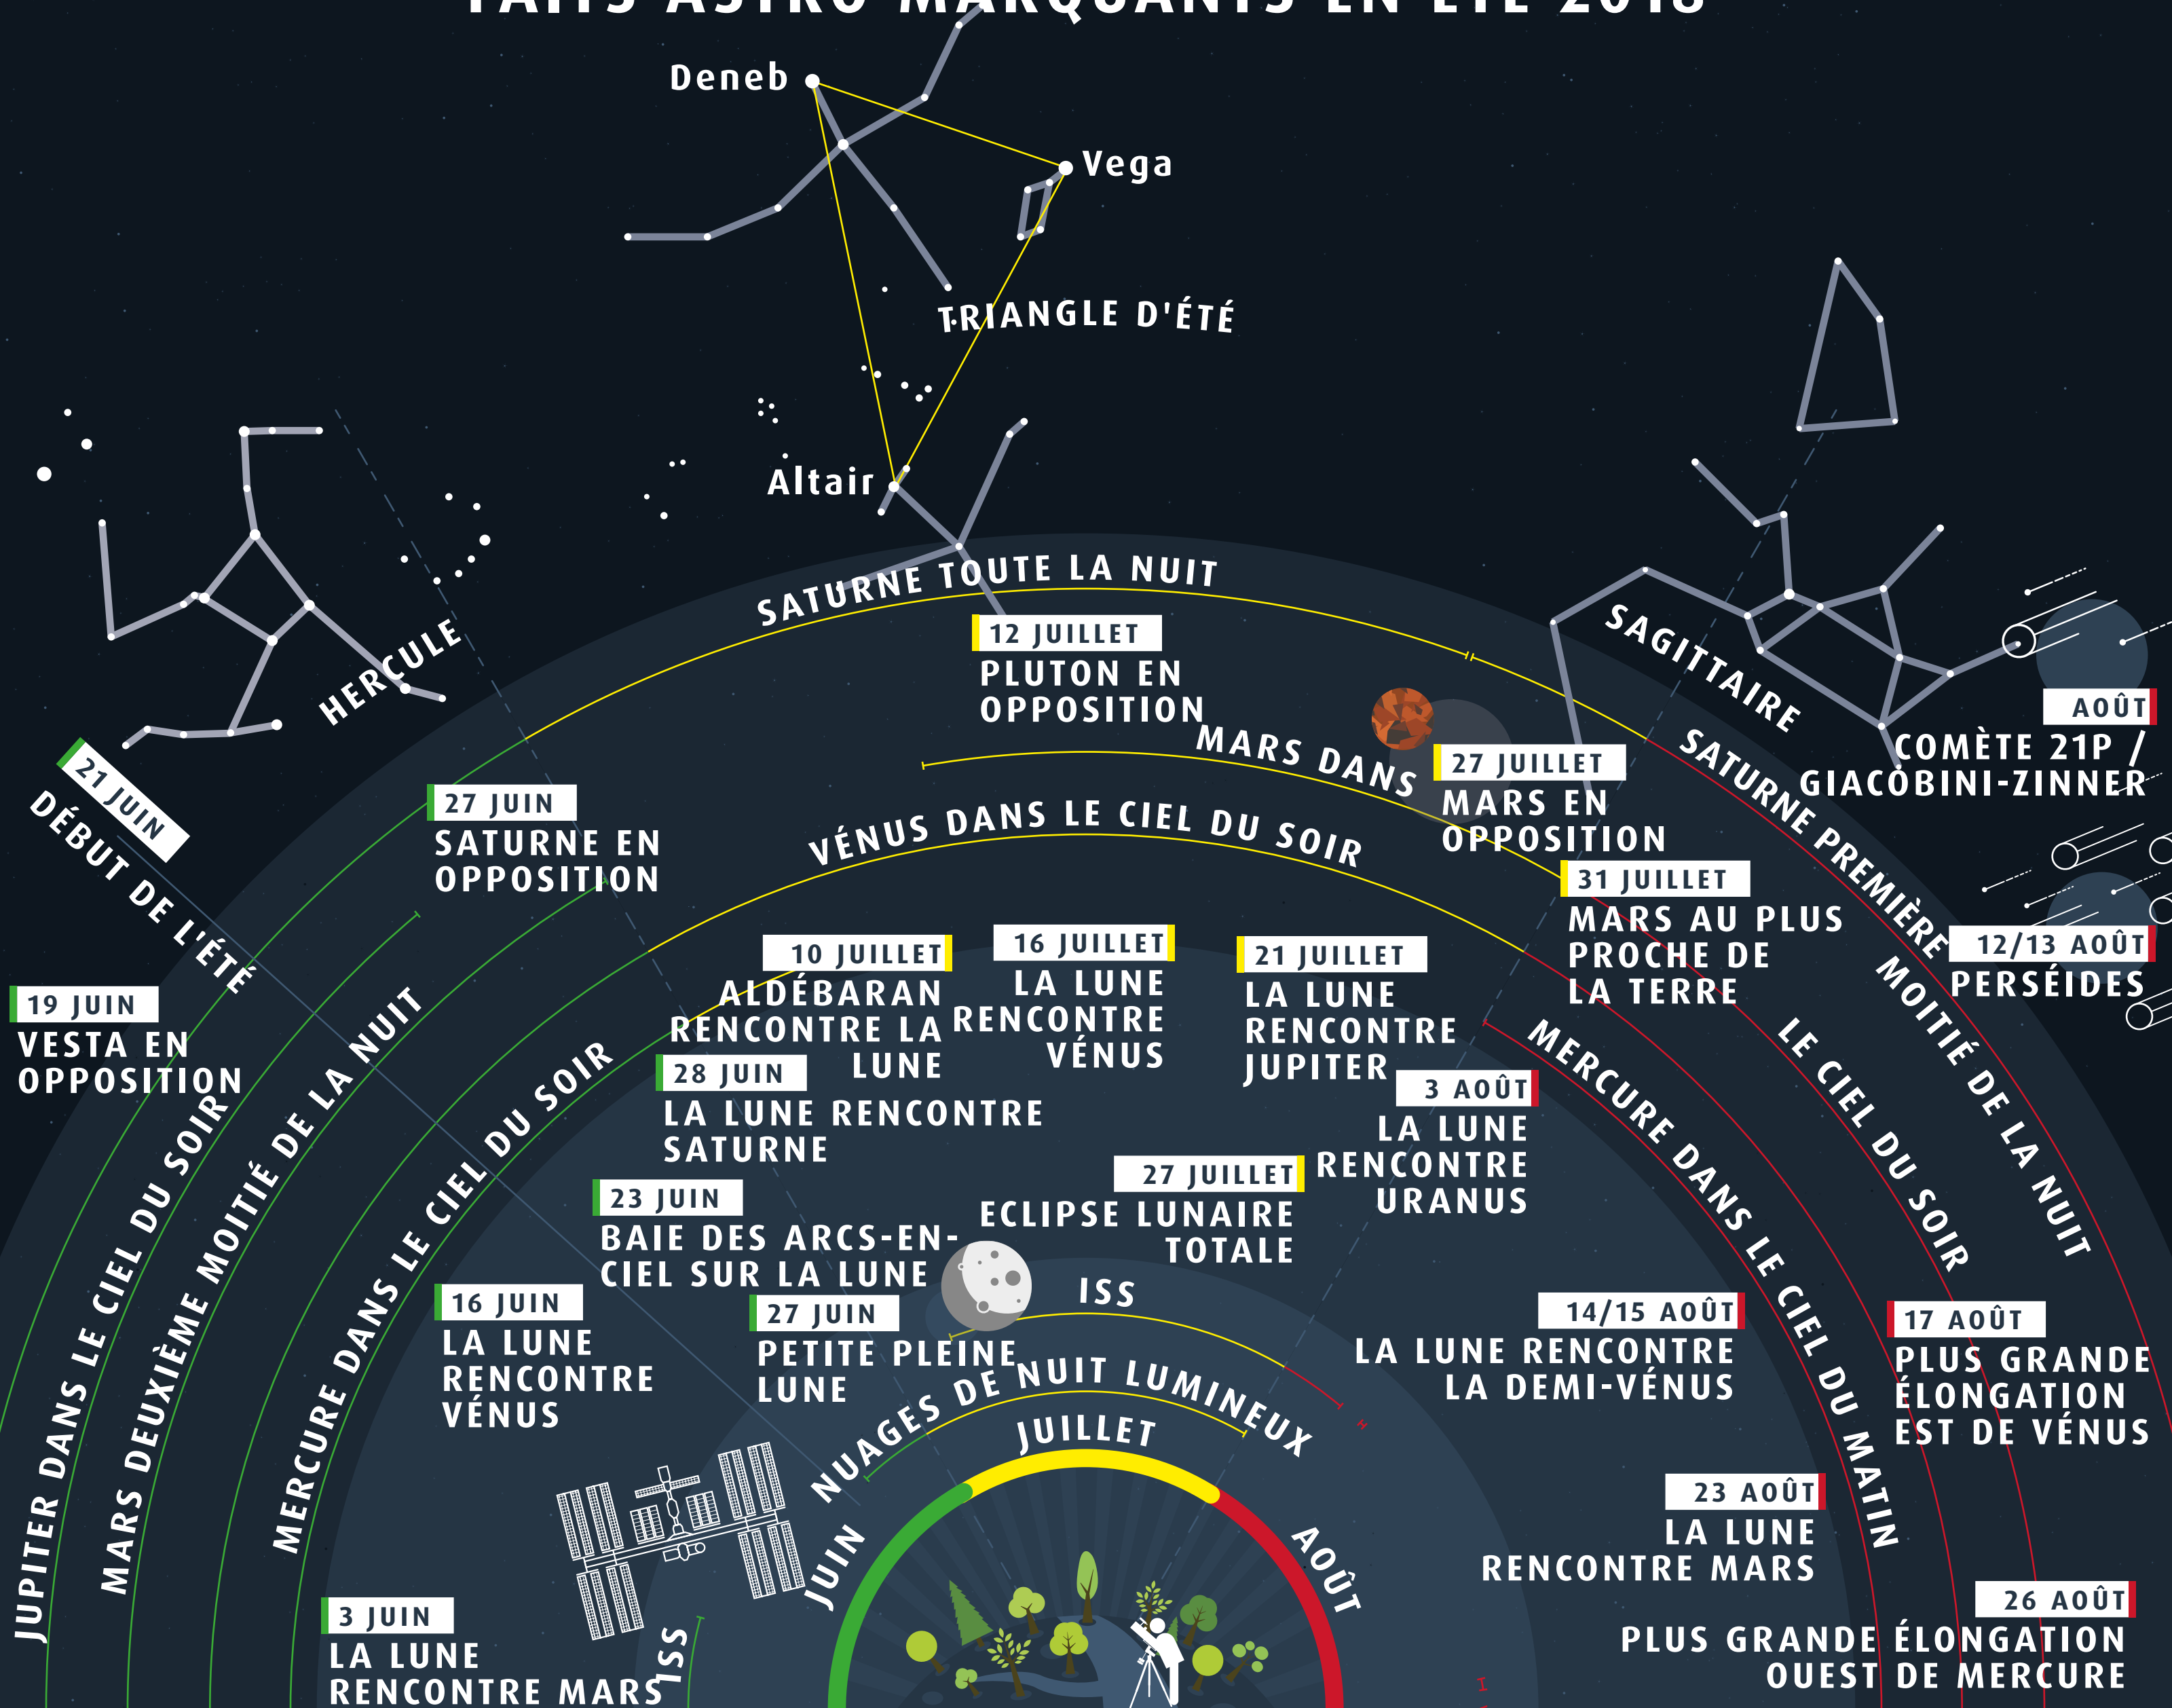 FAITS ASTRO MARQUANTS EN ÉTÉ 2018
Deneb
Vega
TRIANGLE D'ÉTÉ
Altair
HERCULE
SAGITTAIRE
SATURNE TOUTE LA NUIT
12 JUILLET
PLUTON EN
OPPOSITION
AOÛT
COMÈTE 21P /
GIACOBINI-ZINNER
21 JUIN
DÉBUT DE L'ÉTÉ
27 JUIN
SATURNE EN
OPPOSITION
MARS DANS LE CIEL DU SOIR
27 JUILLET
MARS EN
OPPOSITION
SATURNE PREMIÈRE MOITIÉ DE LA NUIT
VÉNUS DANS LE CIEL DU SOIR
31 JUILLET
MARS AU PLUS
PROCHE DE
LA TERRE
12/13 AOÛT
PERSÉIDES
19 JUIN
VESTA EN
OPPOSITION
10 JUILLET
ALDÉBARAN
RENCONTRE LA
LUNE
16 JUILLET
LA LUNE
RENCONTRE
VÉNUS
21 JUILLET
LA LUNE
RENCONTRE
JUPITER
28 JUIN
LA LUNE RENCONTRE
SATURNE
3 AOÛT
LA LUNE
RENCONTRE
URANUS
JUPITER DANS LE CIEL DU SOIR
MARS DEUXIÈME MOITIÉ DE LA NUIT
MERCURE DANS LE CIEL DU SOIR
MERCURE DANS LE CIEL DU MATIN
23 JUIN
BAIE DES ARCS-EN-
CIEL SUR LA LUNE
27 JUILLET
ECLIPSE LUNAIRE
TOTALE
16 JUIN
LA LUNE
RENCONTRE
VÉNUS
27 JUIN
PETITE PLEINE
LUNE
ISS
14/15 AOÛT
LA LUNE RENCONTRE
LA DEMI-VÉNUS
17 AOÛT
PLUS GRANDE
ÉLONGATION
EST DE VÉNUS
NUAGES DE NUIT LUMINEUX
JUILLET
JUIN
AOÛT
23 AOÛT
LA LUNE
RENCONTRE MARS
3 JUIN
LA LUNE
RENCONTRE MARS
ISS
26 AOÛT
PLUS GRANDE ÉLONGATION
OUEST DE MERCURE